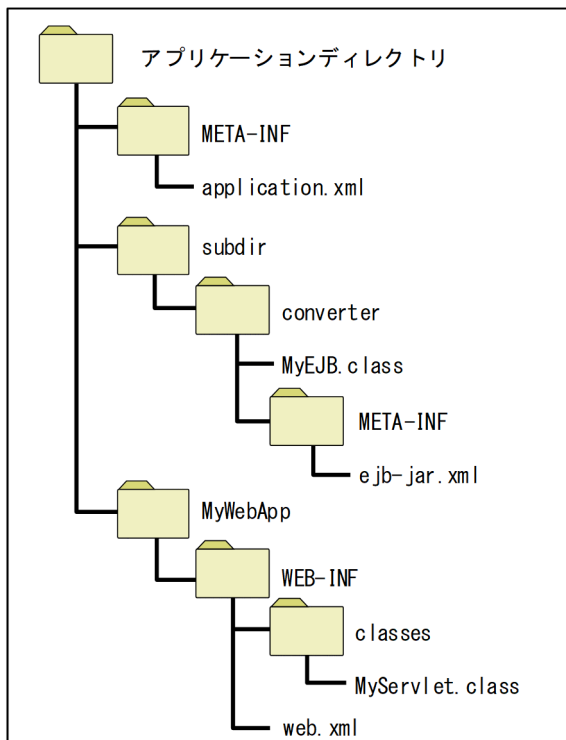 アプリケーションディレクトリ
META-INF
application.xml
subdir
converter
MyEJB.class
META-INF
ejb-jar.xml
MyWebApp
WEB-INF
classes
MyServlet.class
web.xml